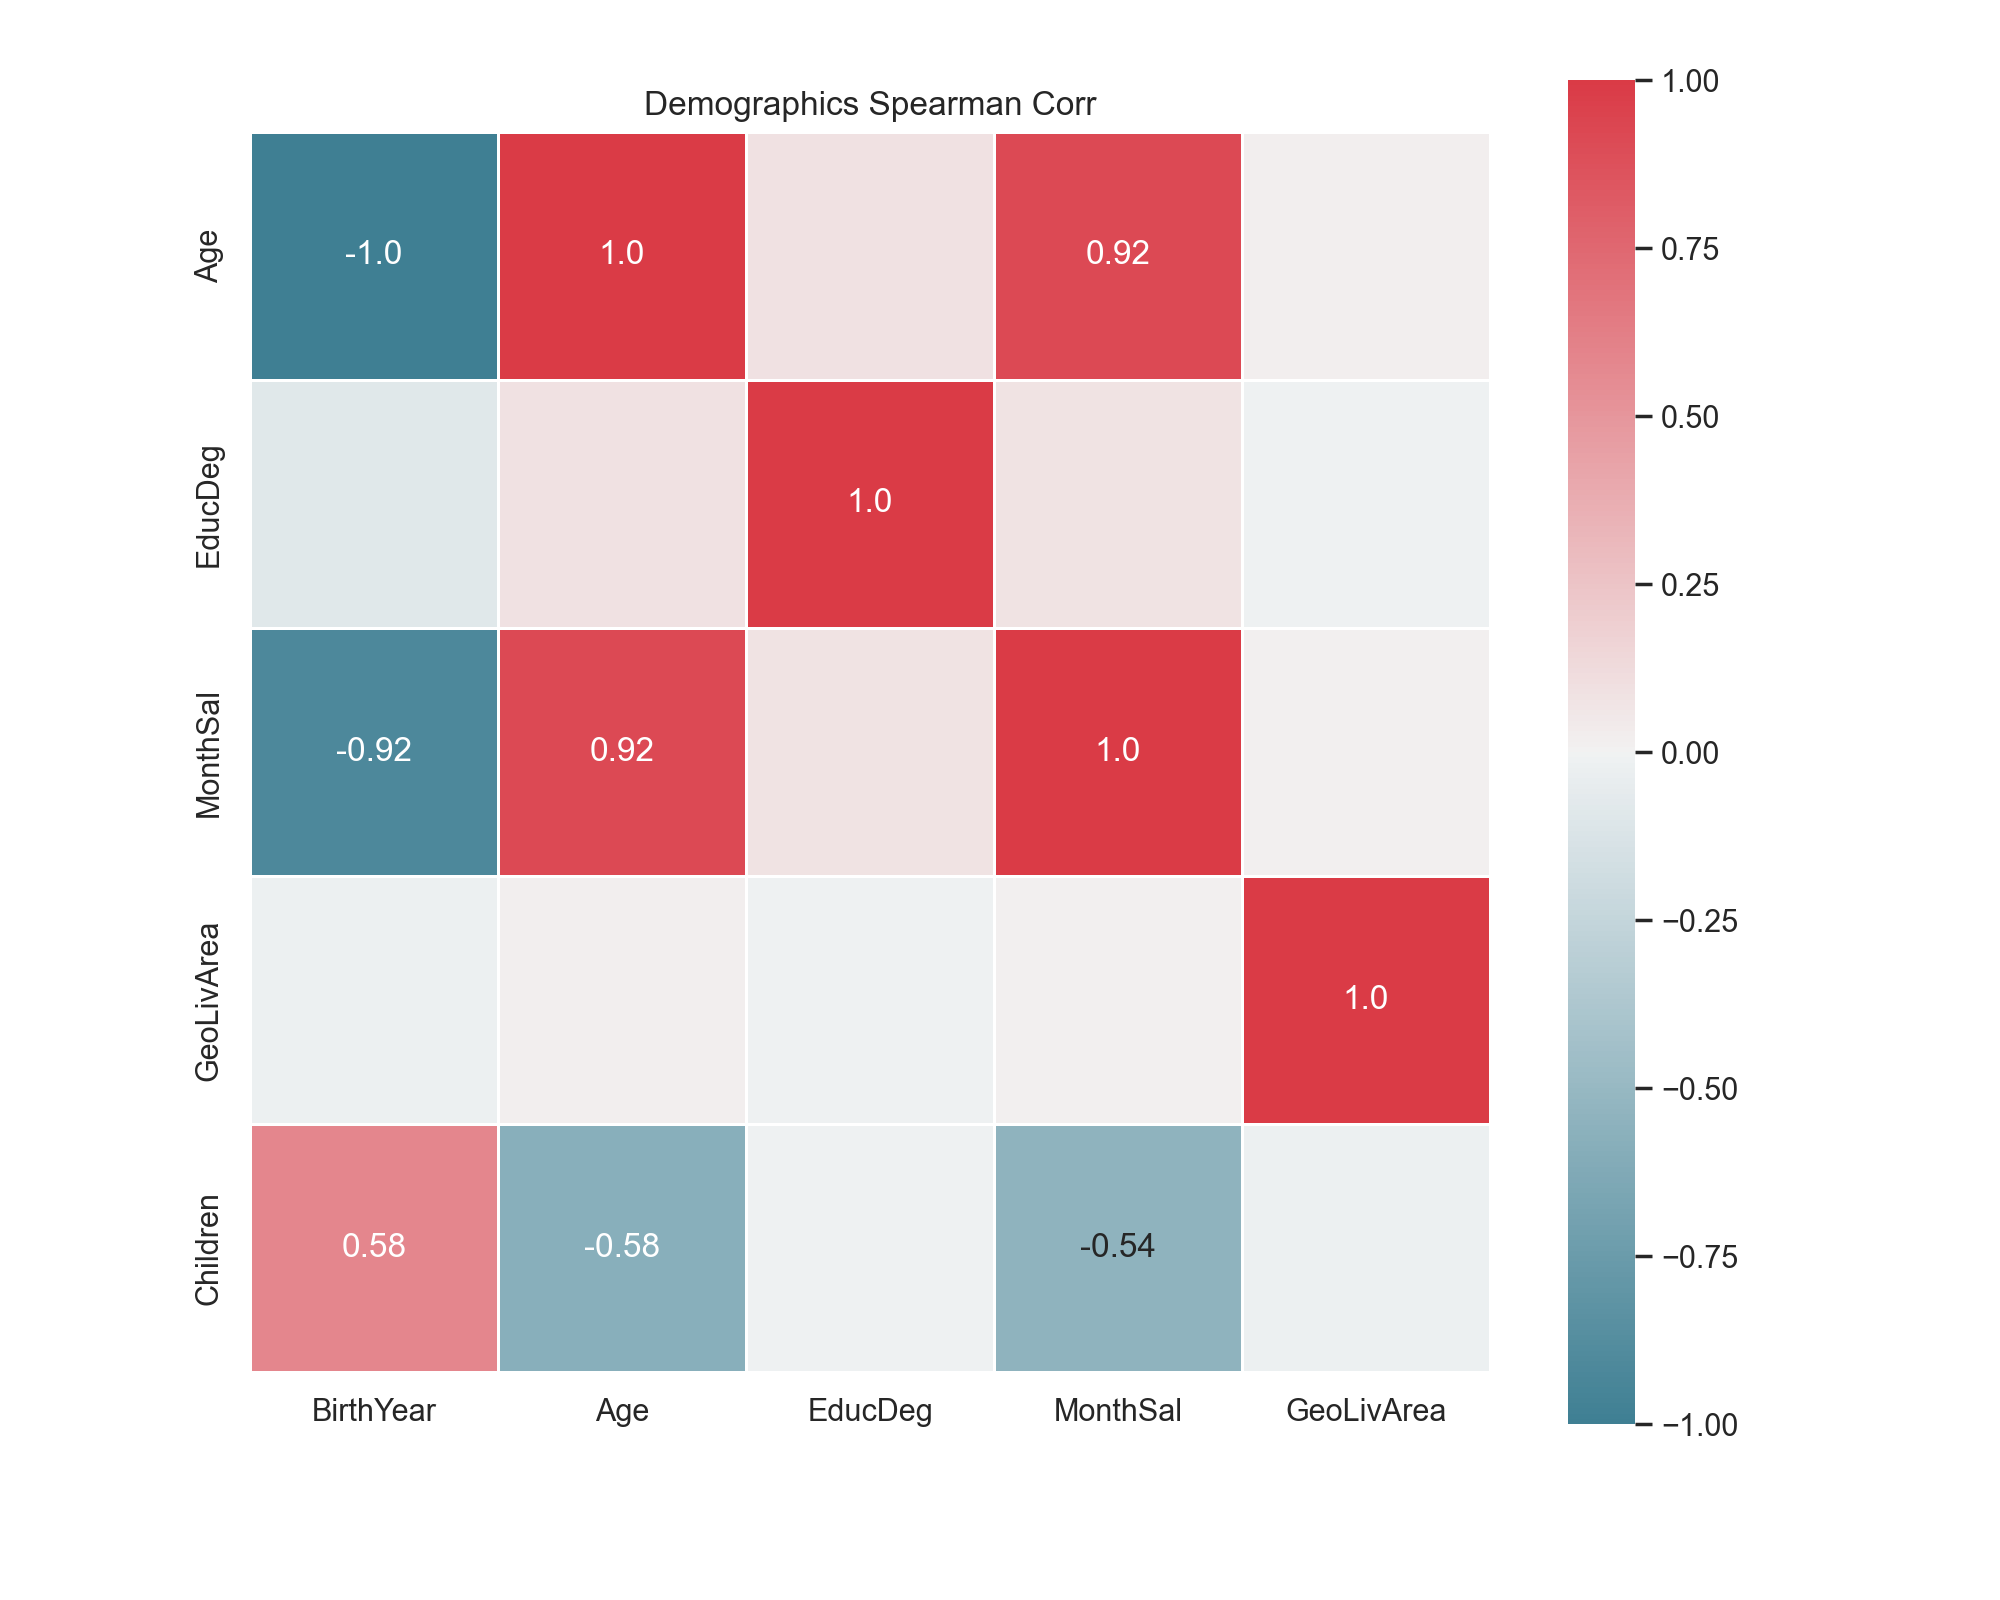 Demographics Spearman Corr
Age
-1.0 1.0 0.92
EducDeg
1.0
MonthSal
-0.92 0.92 1.0
GeoLivArea
1.0
Children
0.58 -0.58 -0.54
BirthYear Age EducDeg MonthSal GeoLivArea
1.00
0.75
0.50
0.25
0.00
−0.25
−0.50
−0.75
−1.00